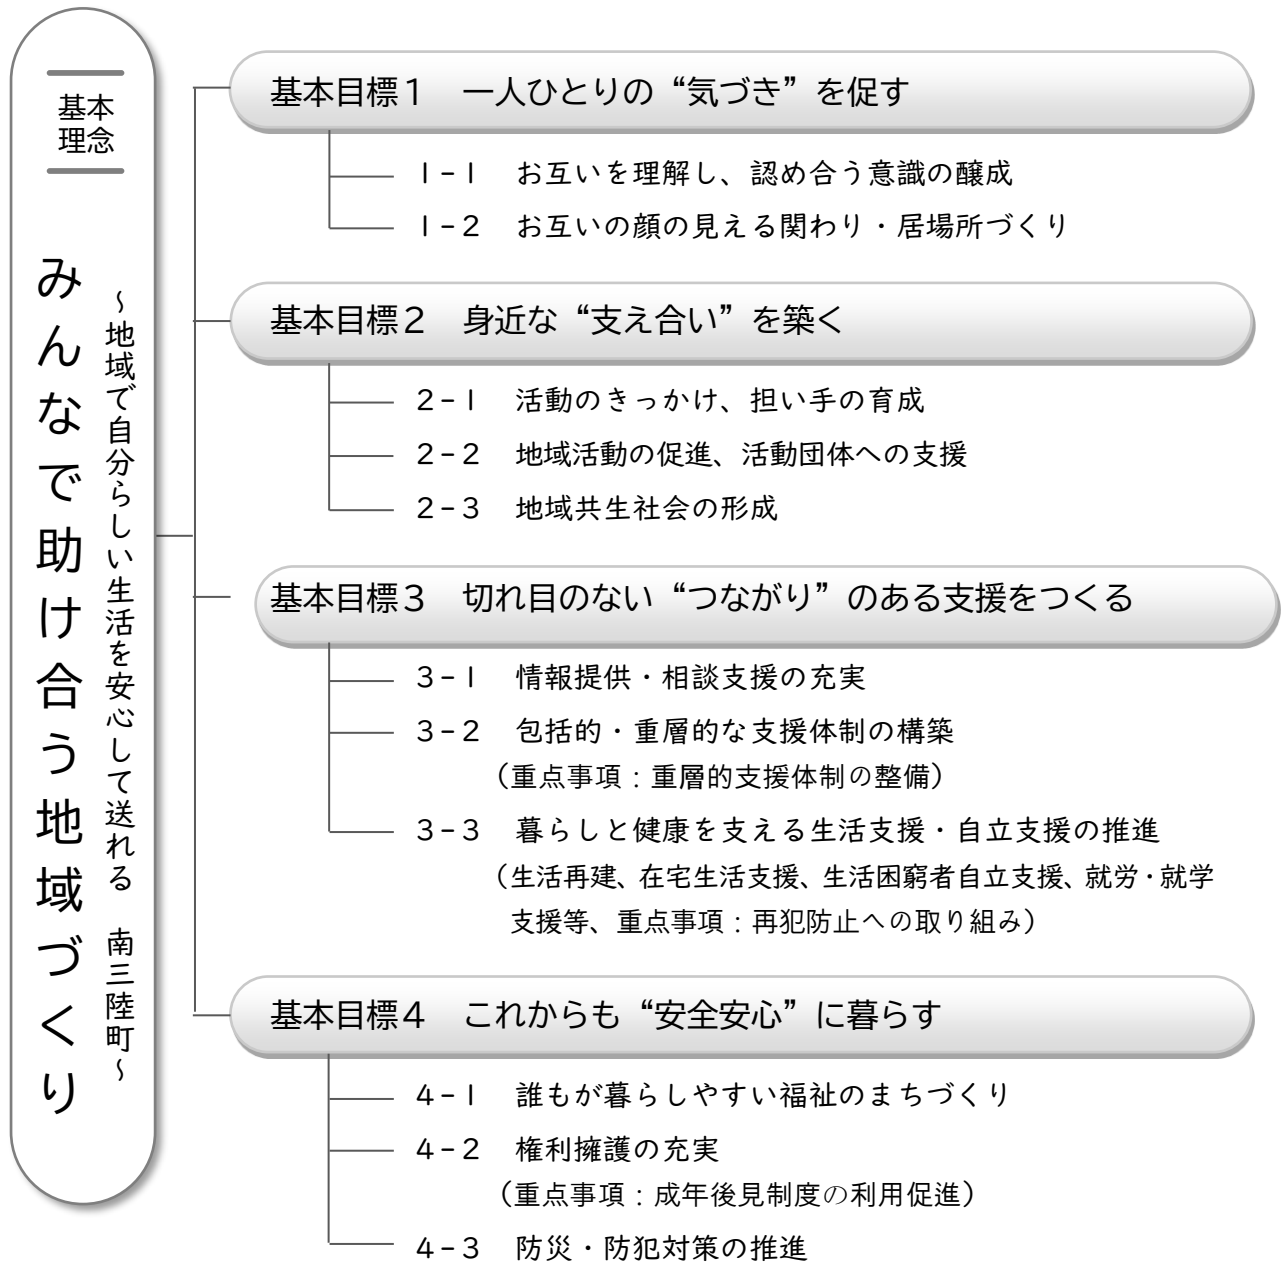 基本
理念
みんなで助け合う地域づくり
～地域で自分らしい生活を安心して送れる　南三陸町～
基本目標１　一人ひとりの“気づき”を促す
１－１　お互いを理解し、認め合う意識の醸成
１－２　お互いの顔の見える関わり・居場所づくり
基本目標２　身近な“支え合い”を築く
２－１　活動のきっかけ、担い手の育成
２－２　地域活動の促進、活動団体への支援
２－３　地域共生社会の形成
基本目標３　切れ目のない“つながり”のある支援をつくる
３－１　情報提供・相談支援の充実
３－２　包括的・重層的な支援体制の構築
（重点事項：重層的支援体制の整備）
３－３　暮らしと健康を支える生活支援・自立支援の推進
（生活再建、在宅生活支援、生活困窮者自立支援、就労・就学
支援等、重点事項：再犯防止への取り組み）
基本目標４　これからも“安全安心”に暮らす
４－１　誰もが暮らしやすい福祉のまちづくり
４－２　権利擁護の充実
（重点事項：成年後見制度の利用促進）
４－３　防災・防犯対策の推進